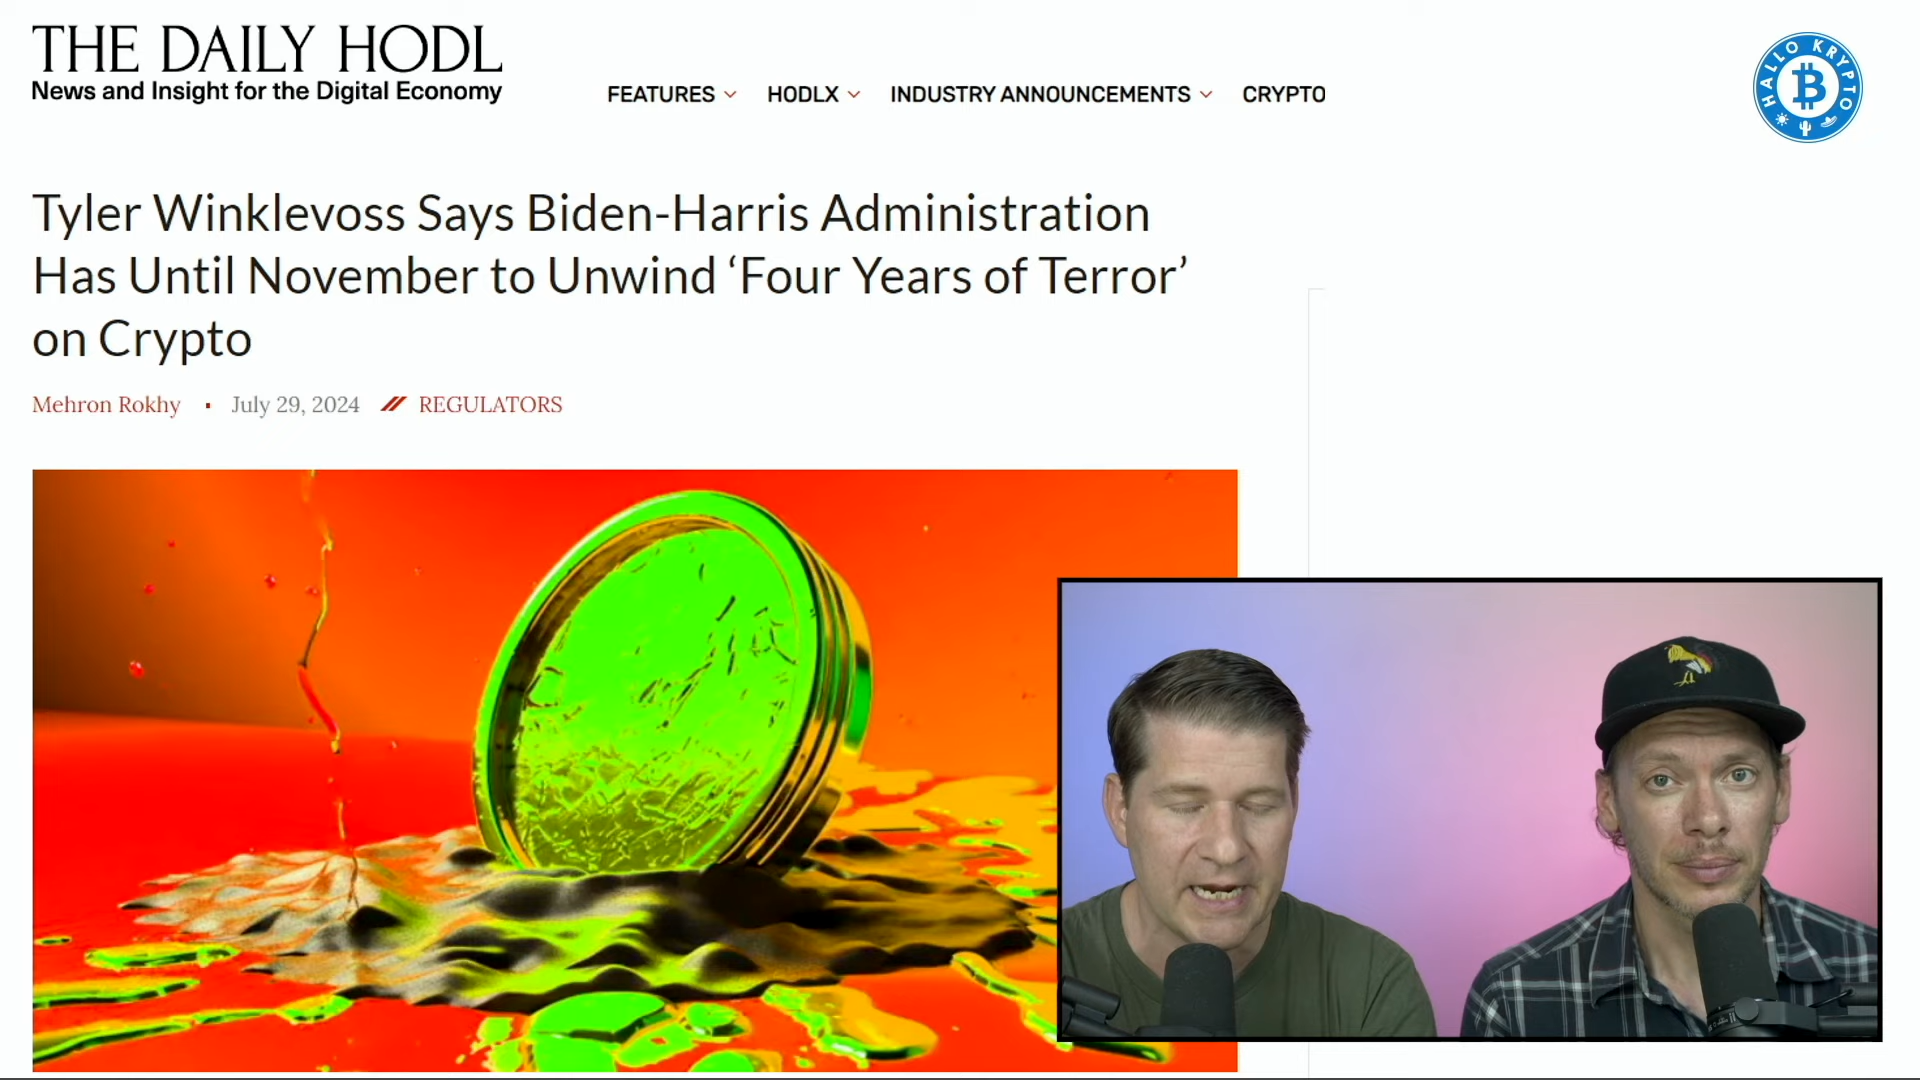 THE DAILY HODL
News and Insight for the Digital Economy
FEATURES HODLX INDUSTRY ANNOUNCEMENTS CRYPTO
HALLO KRYPTO
Tyler Winklevoss Says Biden-Harris Administration
Has Until November to Unwind ‘Four Years of Terror’
on Crypto
Mehron Rokhy · July 29, 2024 // REGULATORS